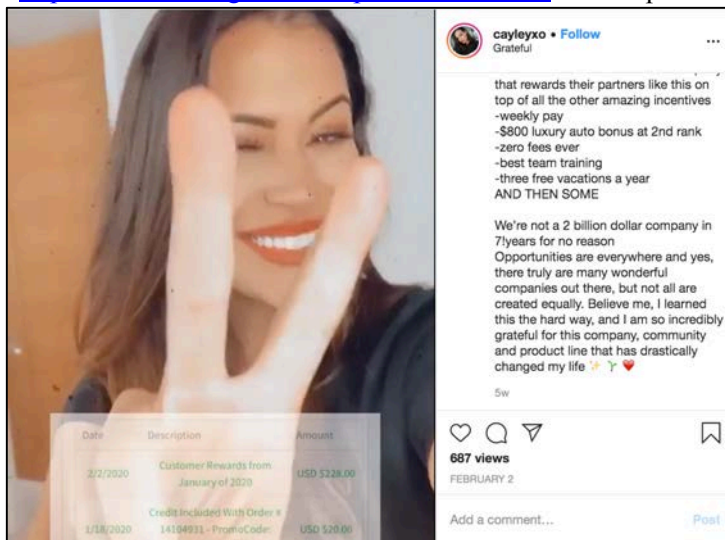 cayleyxo • Follow
Grateful
...
that rewards their partners like this on
top of all the other amazing incentives
-weekly pay
-$800 luxury auto bonus at 2nd rank
-zero fees ever
-best team training
-three free vacations a year
AND THEN SOME
We're not a 2 billion dollar company in
7!years for no reason
Opportunities are everywhere and yes,
there truly are many wonderful
companies out there, but not all are
created equally. Believe me, I learned
this the hard way, and I am so incredibly
grateful for this company, community
and product line that has drastically
changed my life ✨ 🌱 ❤️
5w
687 views
FEBRUARY 2
Add a comment...
Post
Date Description Amount
2/2/2020 Customer Rewards from
January of 2020 USD $228.00
Credit Included With Order #
1/18/2020 14104931 - PromoCode: USD $20.00